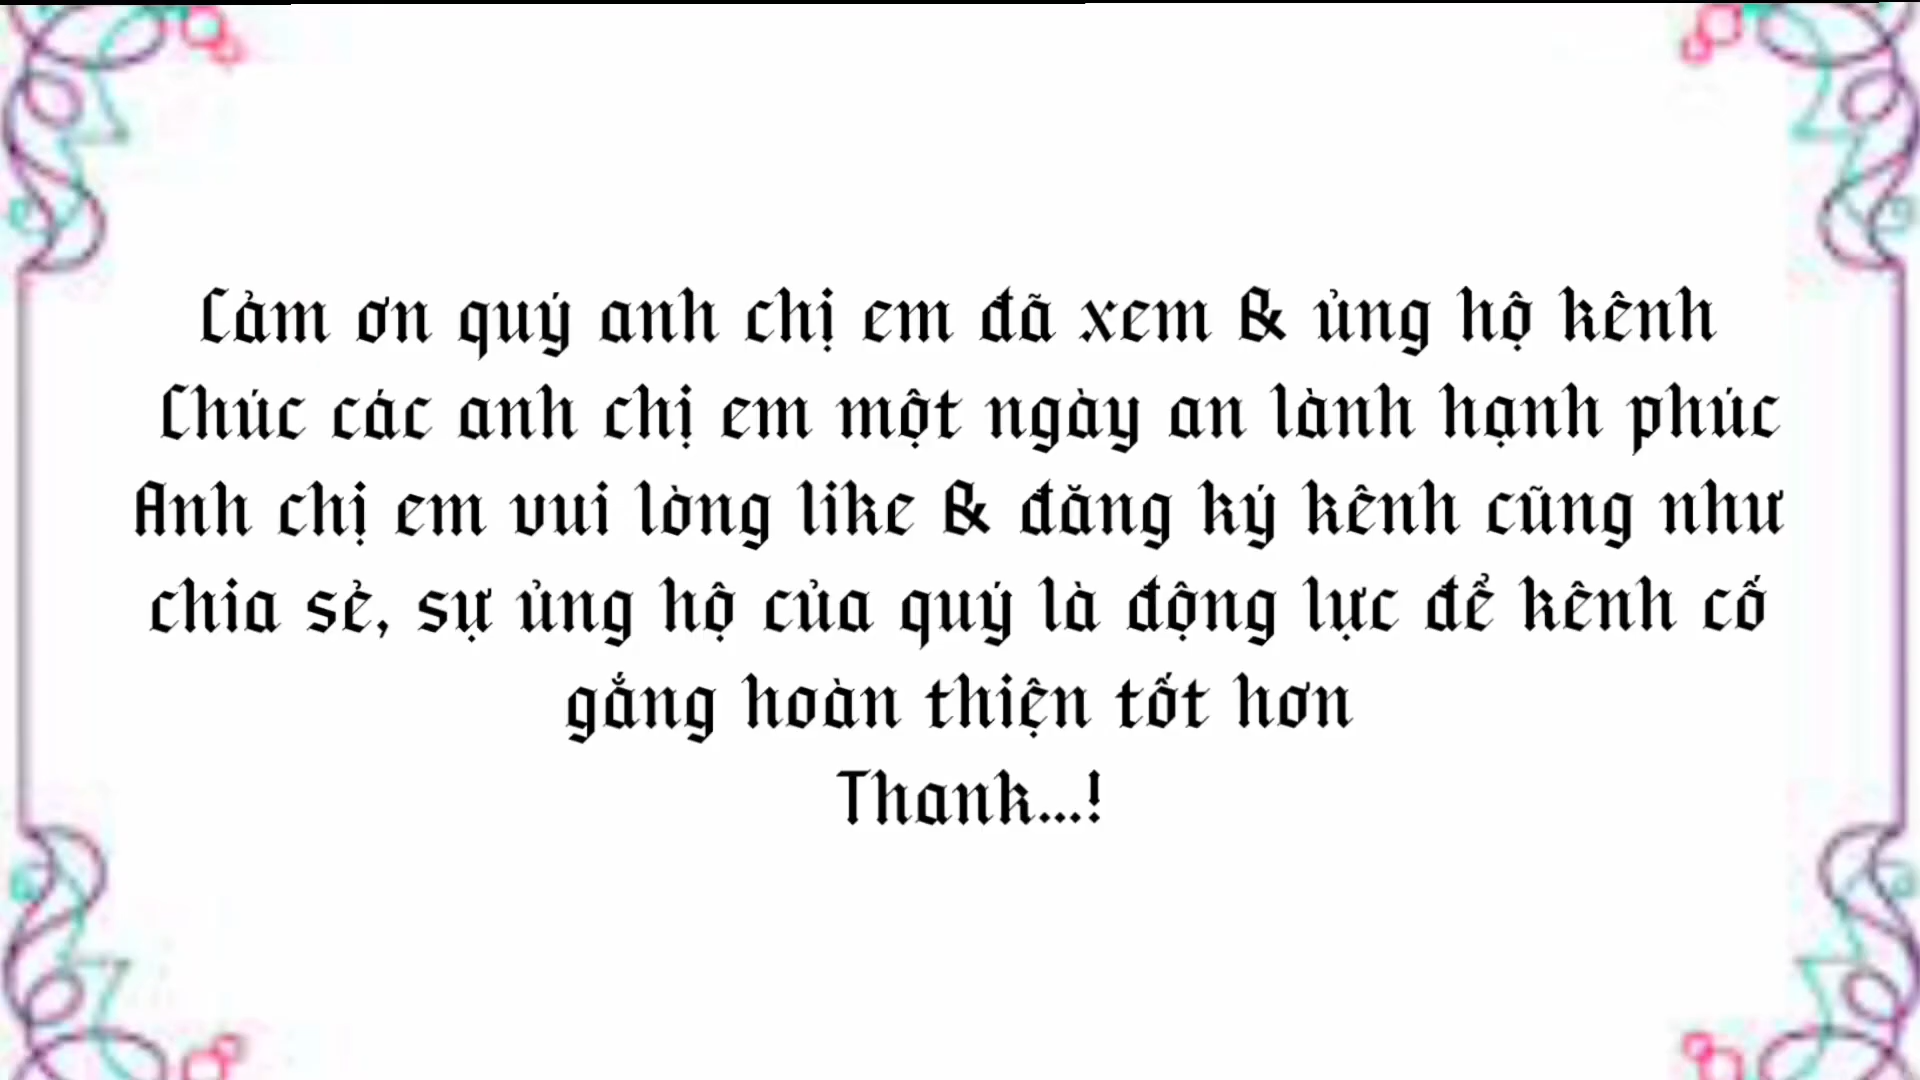 Cảm ơn quý anh chị em đã xem & ủng hộ kênh
Chúc các anh chị em một ngày an lành hạnh phúc
Anh chị em vui lòng like & đăng ký kênh cũng như
chia sẻ, sự ủng hộ của quý là động lực để kênh cố
gắng hoàn thiện tốt hơn
Thank...!